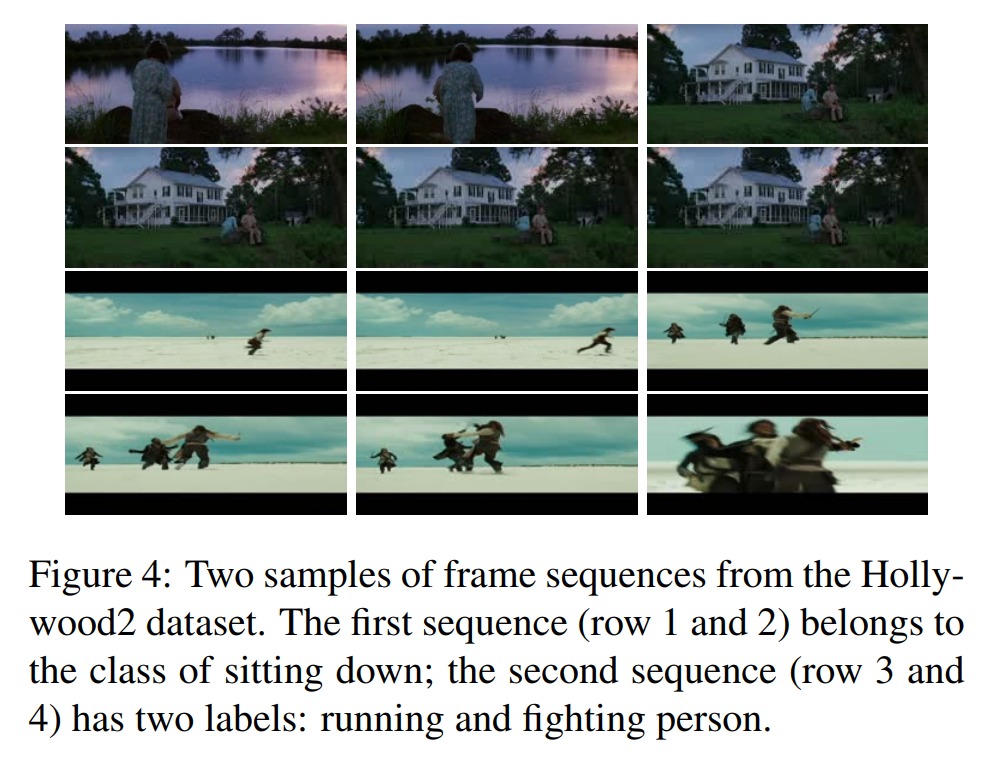 Figure 4: Two samples of frame sequences from the Holly-
wood2 dataset. The first sequence (row 1 and 2) belongs to
the class of sitting down; the second sequence (row 3 and
4) has two labels: running and fighting person.